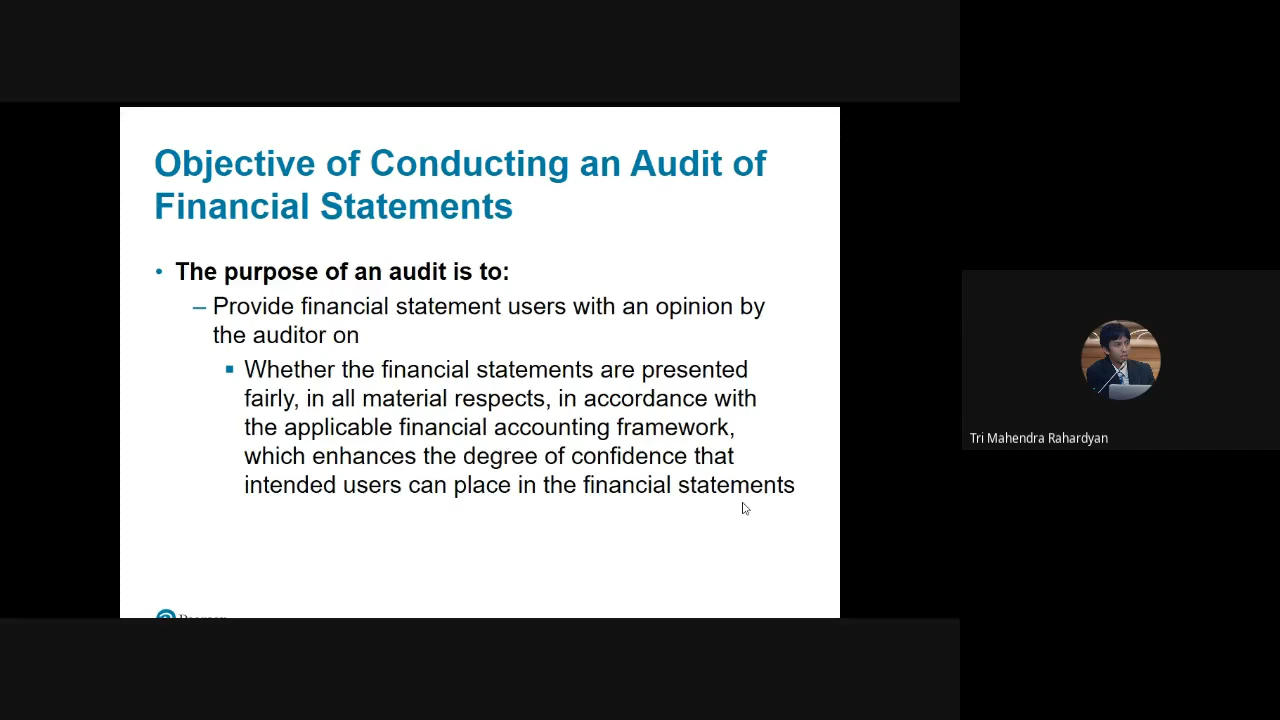 Objective of Conducting an Audit of
Financial Statements
• The purpose of an audit is to:
– Provide financial statement users with an opinion by
the auditor on
▪ Whether the financial statements are presented
fairly, in all material respects, in accordance with
the applicable financial accounting framework,
which enhances the degree of confidence that
intended users can place in the financial statements
Pearson
Tri Mahendra Rahardyan